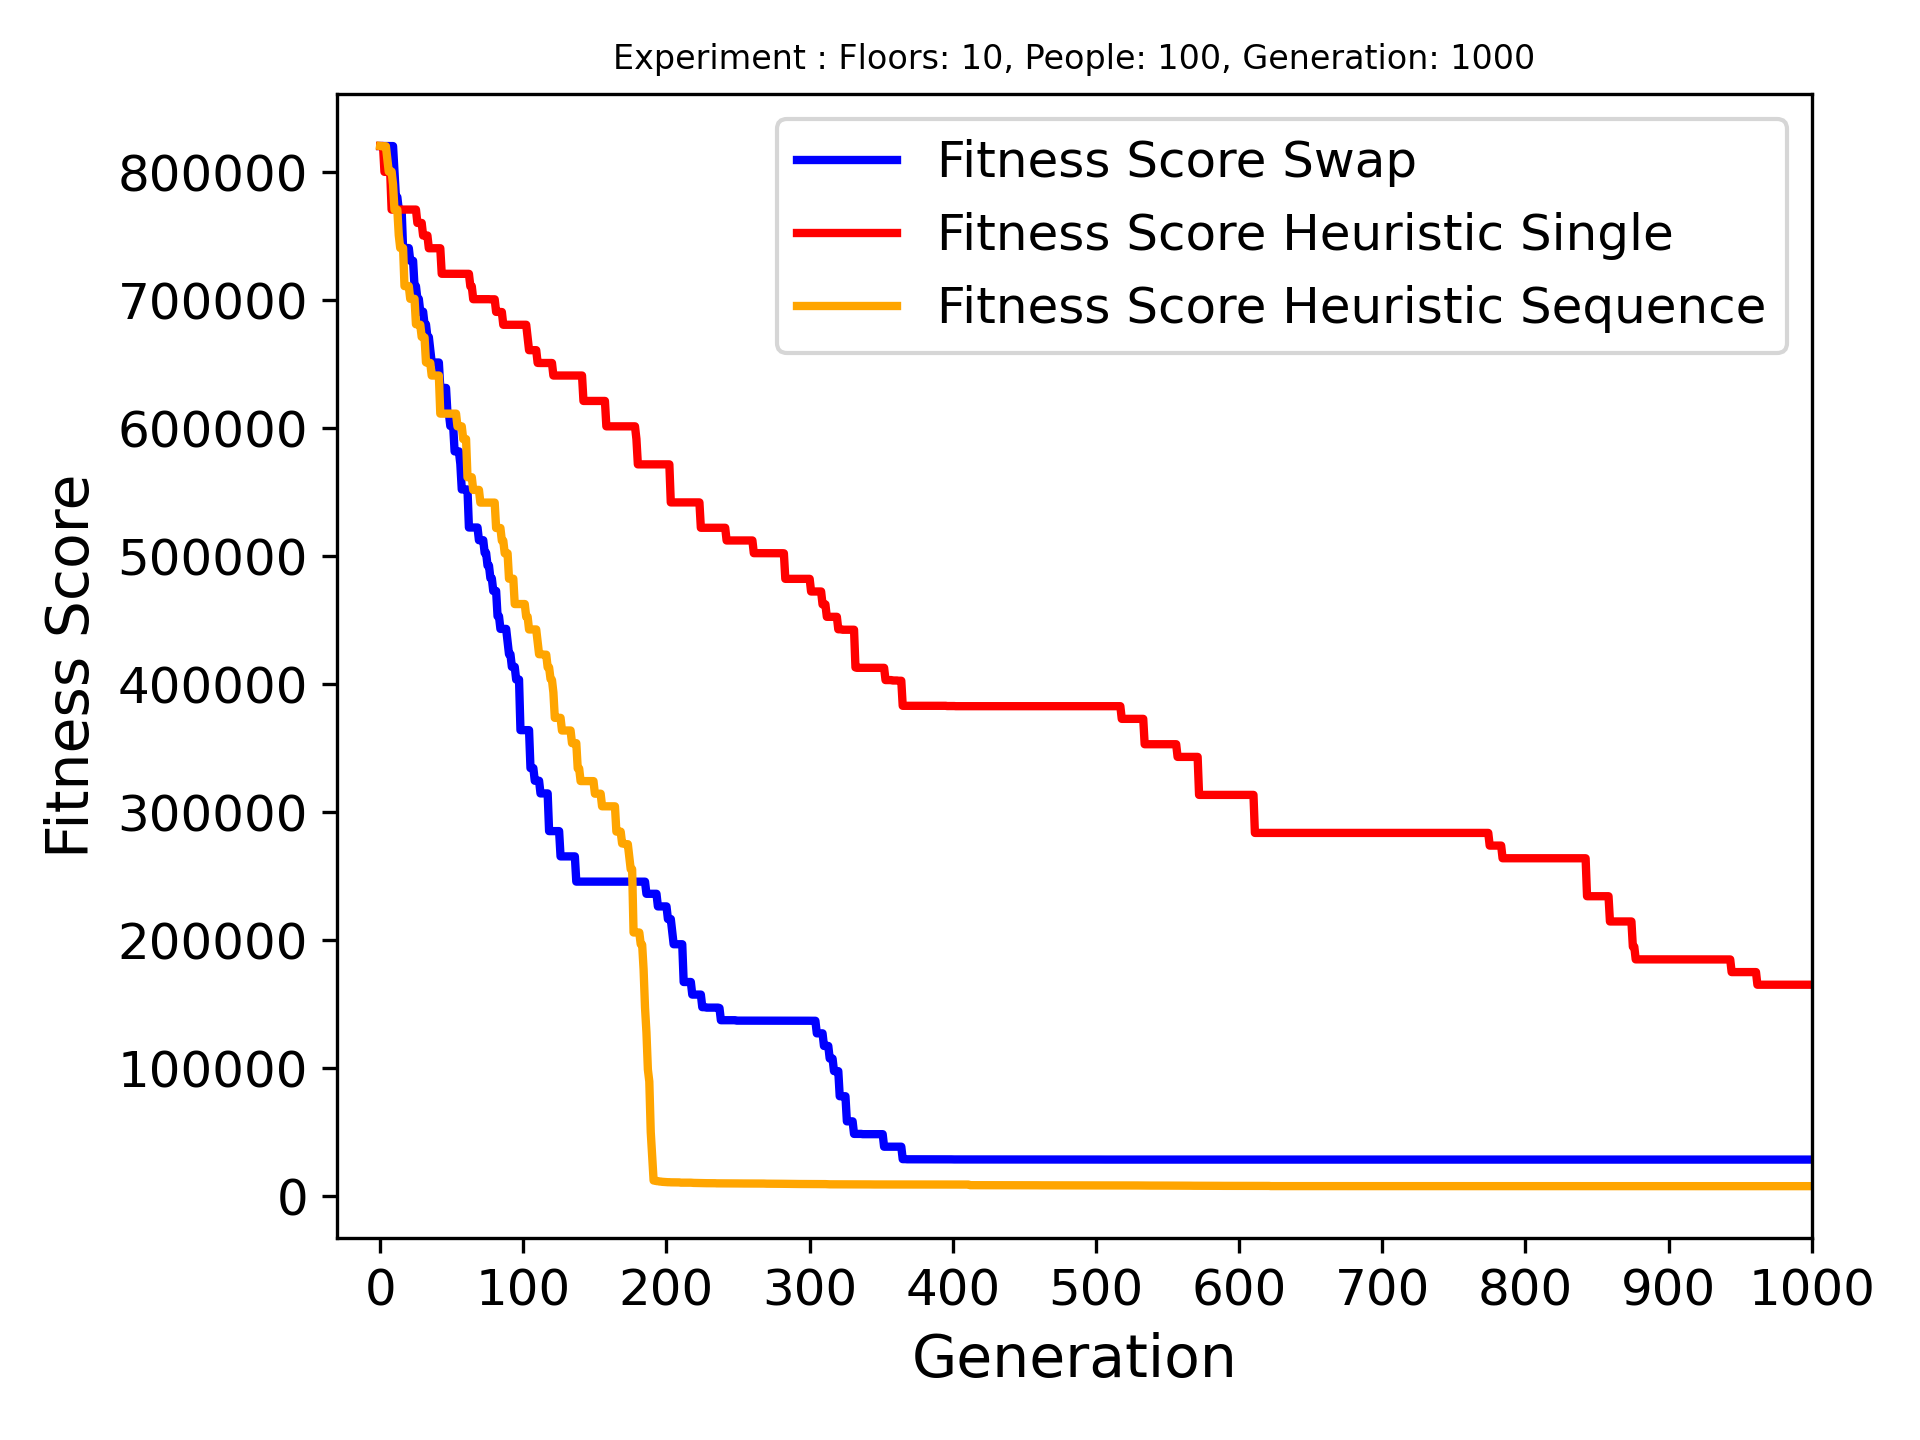 Experiment : Floors: 10, People: 100, Generation: 1000
Fitness Score Swap
Fitness Score Heuristic Single
Fitness Score Heuristic Sequence
Fitness Score
800000
700000
600000
500000
400000
300000
200000
100000
0
0 100 200 300 400 500 600 700 800 900 1000
Generation